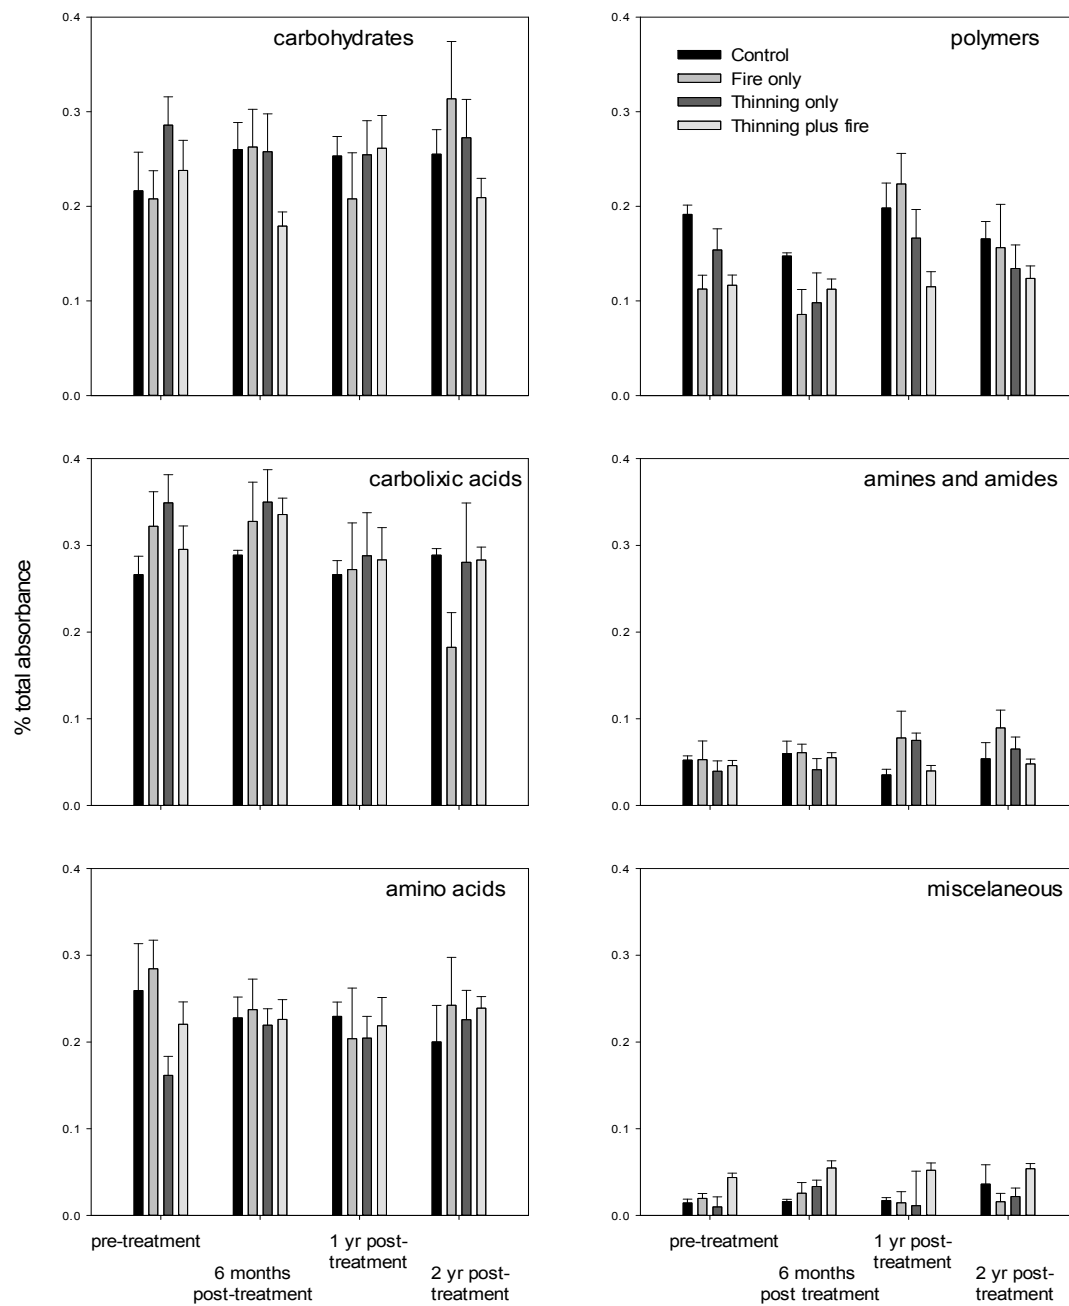 carbohydrates
0.4
0.3
0.2
0.1
0.0
polymers
Control
Fire only
Thinning only
Thinning plus fire
0.4
0.3
0.2
0.1
0.0
% total absorbance
carbolixic acids
0.4
0.3
0.2
0.1
0.0
amines and amides
0.4
0.3
0.2
0.1
0.0
amino acids
0.4
0.3
0.2
0.1
0.0
pre-treatment
6 months
post-treatment
1 yr post-
treatment
2 yr post-
treatment
miscelaneous
0.4
0.3
0.2
0.1
0.0
pre-treatment
6 months
post treatment
1 yr post-
treatment
2 yr post-
treatment